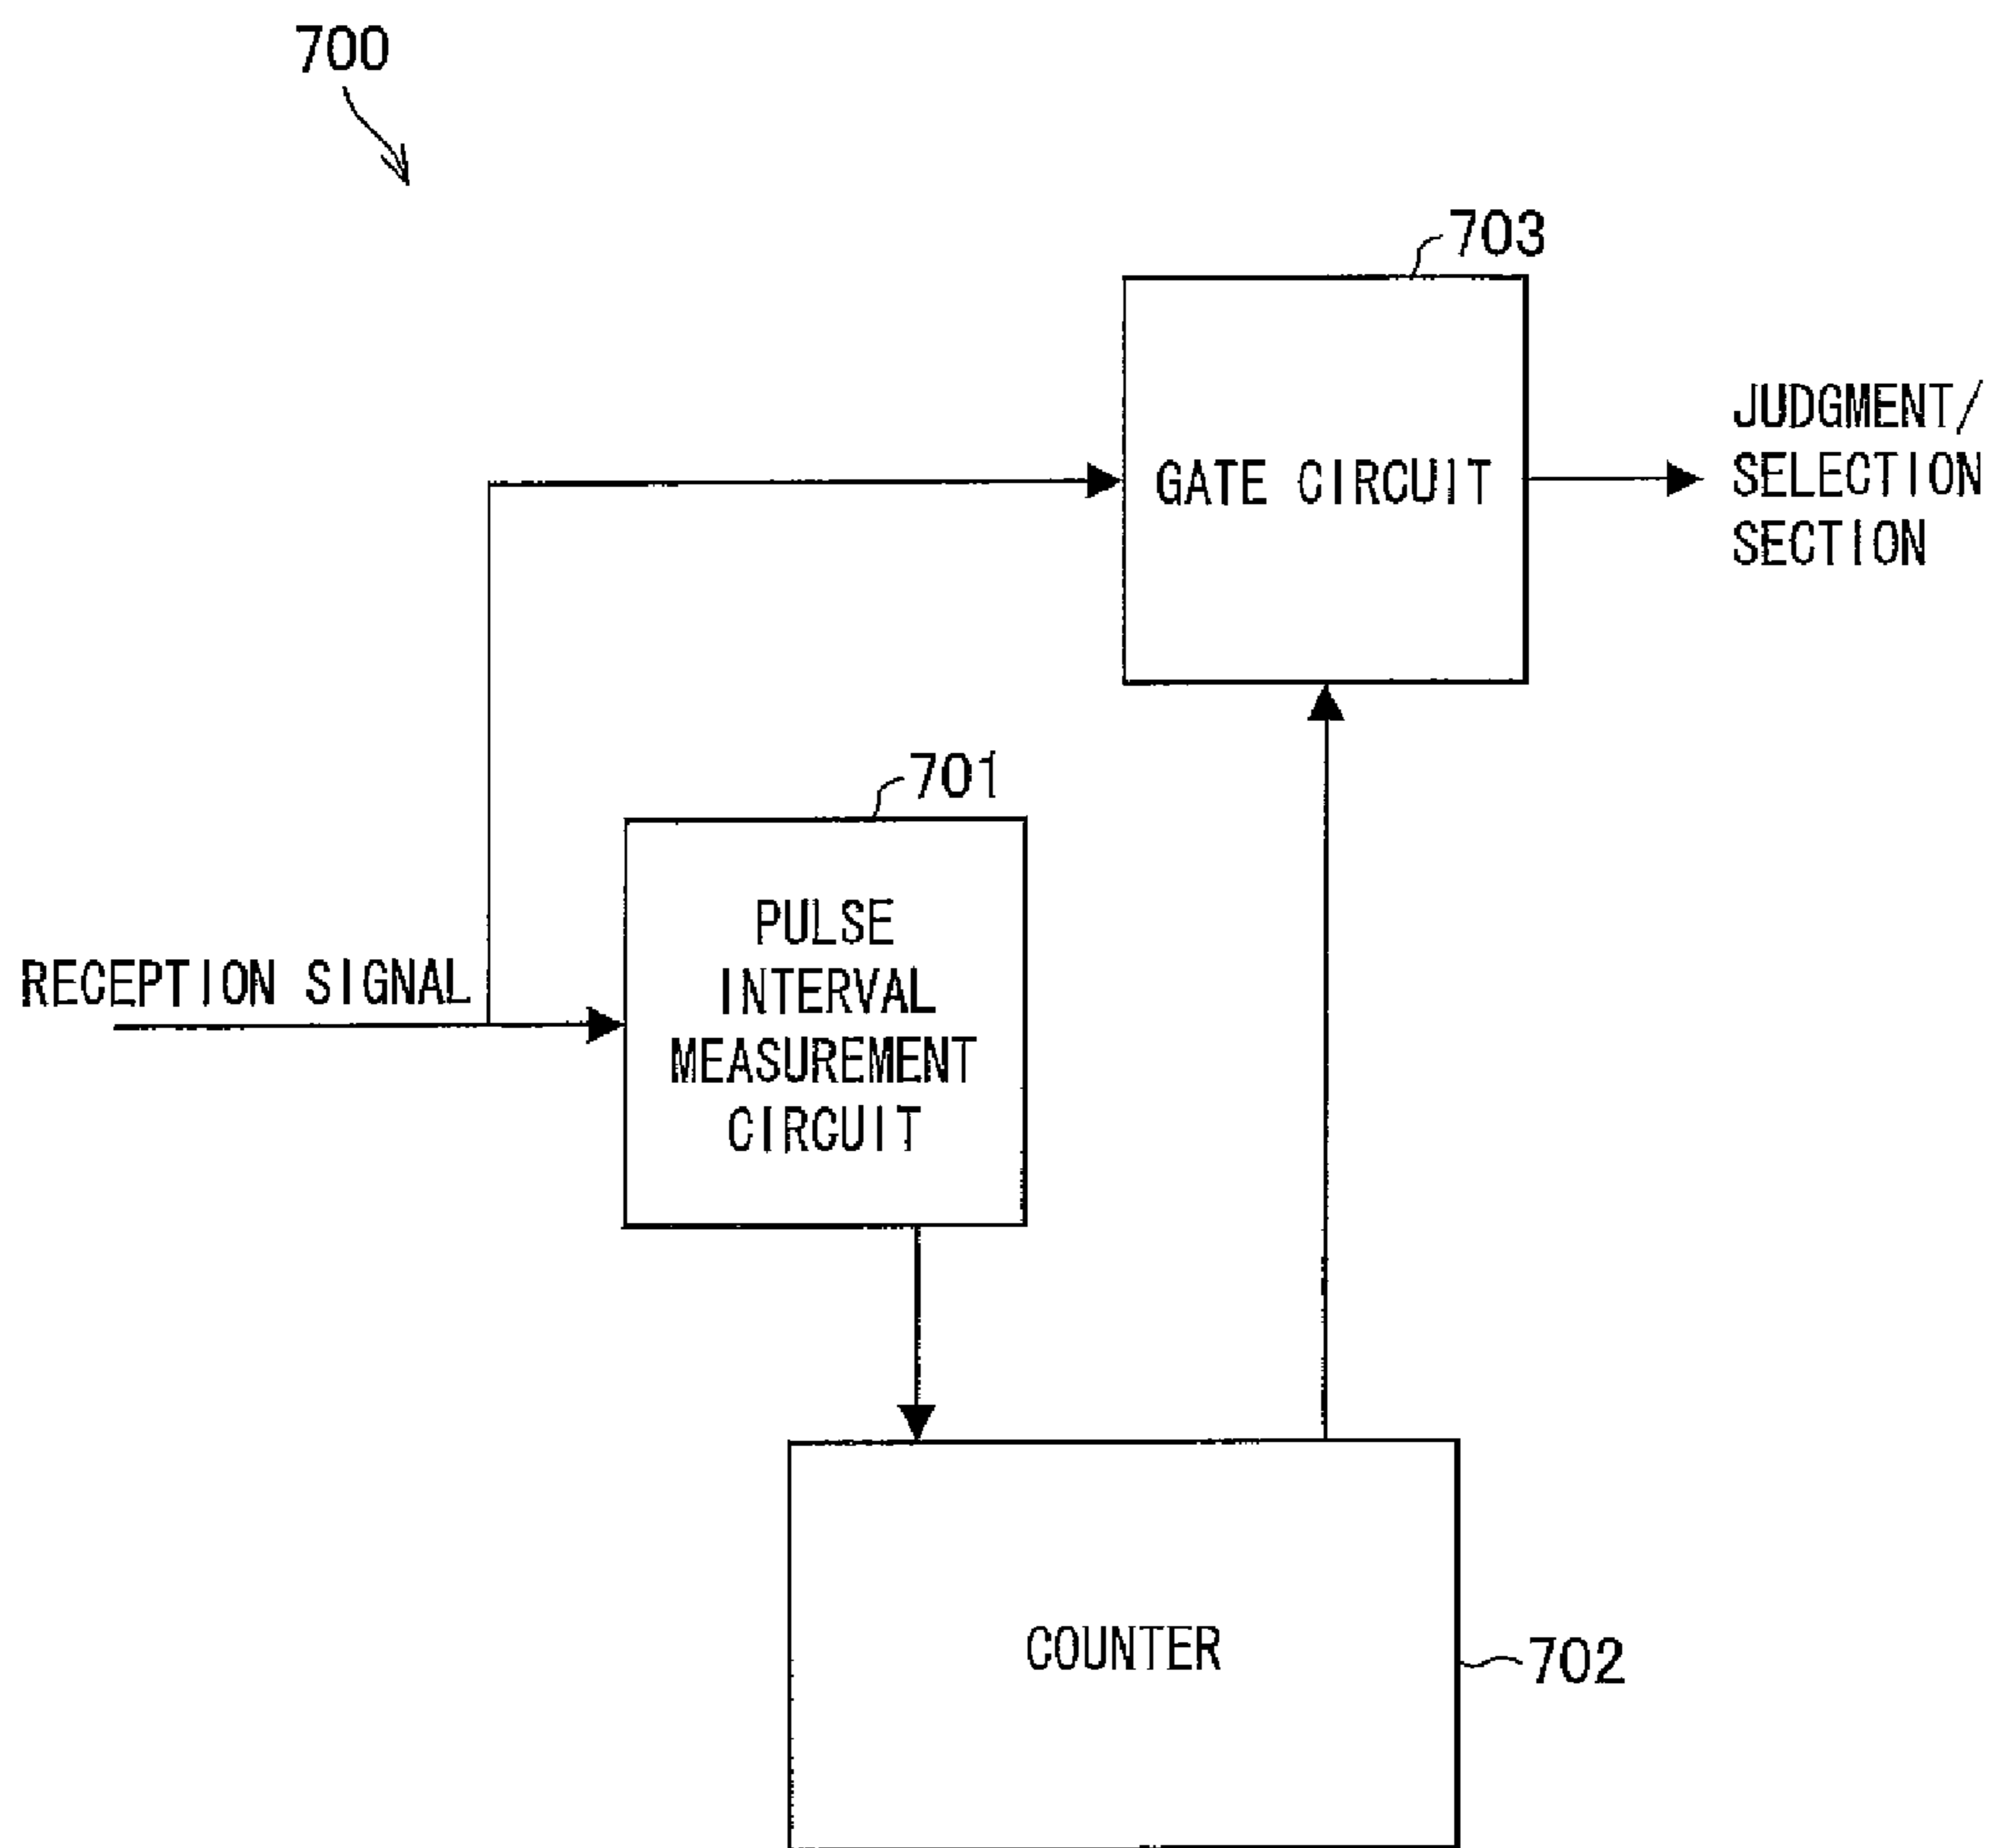 700
703
GATE CIRCUIT
JUDGMENT/
SELECTION
SECTION
701
PULSE
INTERVAL
MEASUREMENT
CIRCUIT
RECEPTION SIGNAL
COUNTER
702